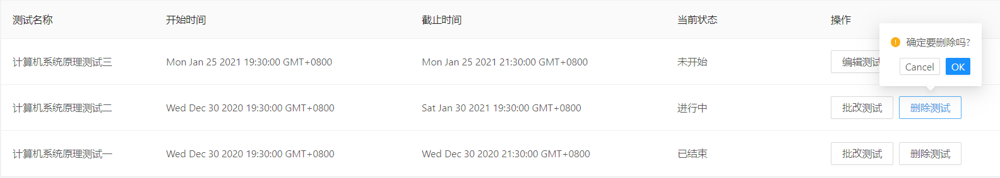 测试名称 开始时间 截止时间 当前状态 操作
确定要删除吗?
Cancel OK
计算机系统原理测试三 Mon Jan 25 2021 19:30:00 GMT+0800 Mon Jan 25 2021 21:30:00 GMT+0800 未开始 编辑测试
计算机系统原理测试二 Wed Dec 30 2020 19:30:00 GMT+0800 Sat Jan 30 2021 19:30:00 GMT+0800 进行中 批改测试 删除测试
计算机系统原理测试一 Wed Dec 30 2020 19:30:00 GMT+0800 Wed Dec 30 2020 21:30:00 GMT+0800 已结束 批改测试 删除测试